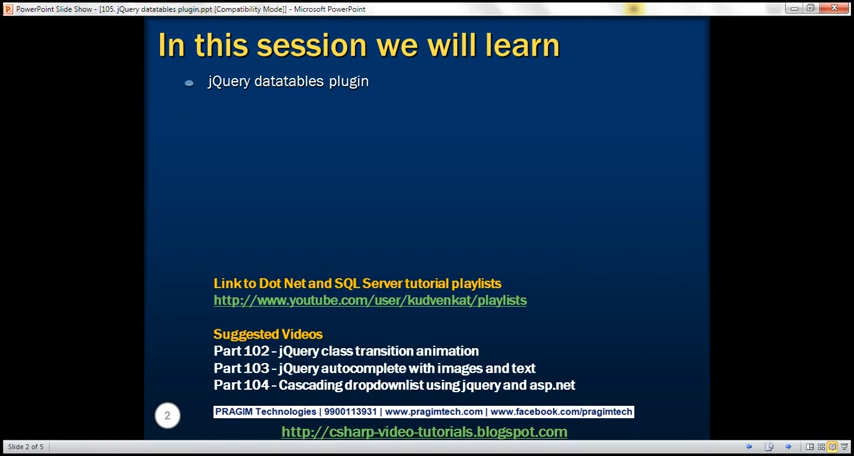 PowerPoint Slide Show - [105. jQuery datatables plugin.ppt [Compatibility Mode]] - Microsoft PowerPoint
In this session we will learn
jQuery datatables plugin
Link to Dot Net and SQL Server tutorial playlists
http://www.youtube.com/user/kudvenkat/playlists
Suggested Videos
Part 102 - jQuery class transition animation
Part 103 - jQuery autocomplete with images and text
Part 104 - Cascading dropdownlist using jquery and asp.net
2
PRAGIM Technologies | 9900113931 | www.pragimtech.com | www.facebook.com/pragimtech
http://csharp-video-tutorials.blogspot.com
Slide 2 of 5